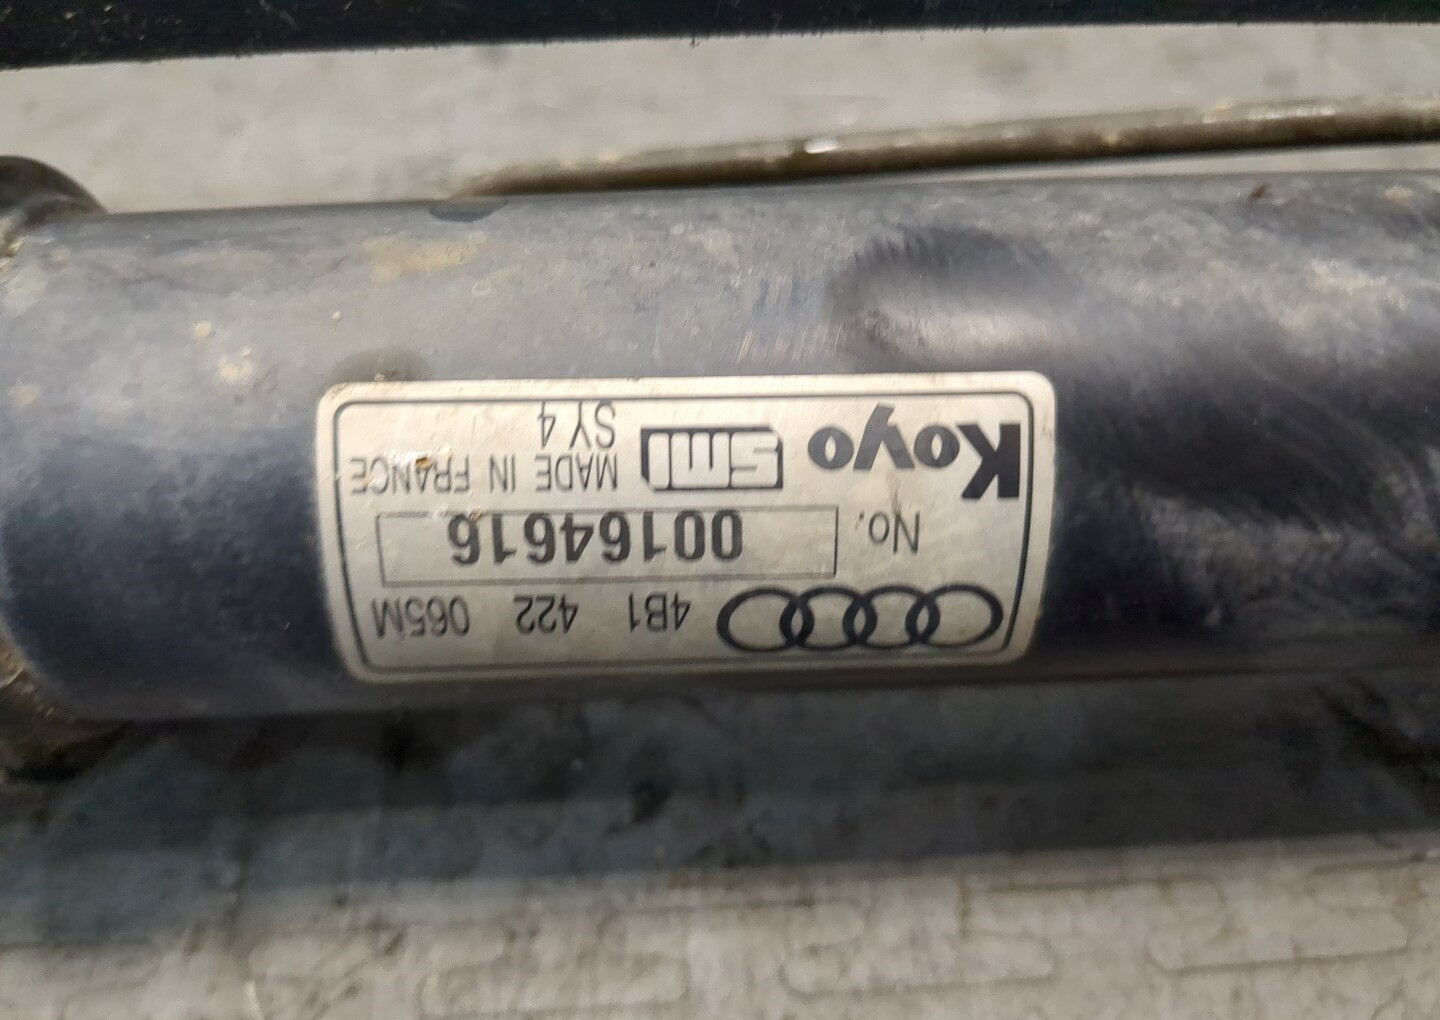 4B1 422 065M
No. 00164616
Koyo SMI MADE IN FRANCE
SY 4